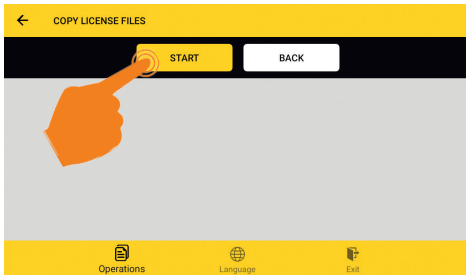 COPY LICENSE FILES
START
BACK
Operations
Language
Exit